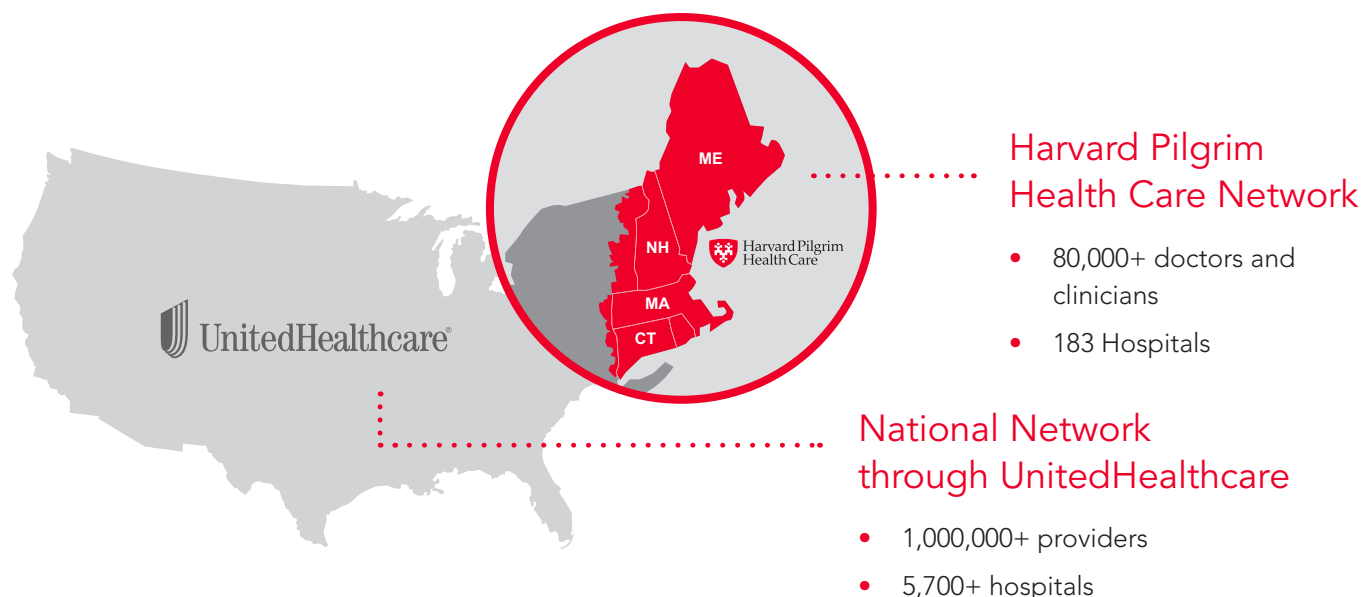 ME
NH
MA
CT
Harvard Pilgrim
Health Care
UnitedHealthcare®
Harvard Pilgrim
Health Care Network
• 80,000+ doctors and
clinicians
• 183 Hospitals
National Network
through UnitedHealthcare
• 1,000,000+ providers
• 5,700+ hospitals